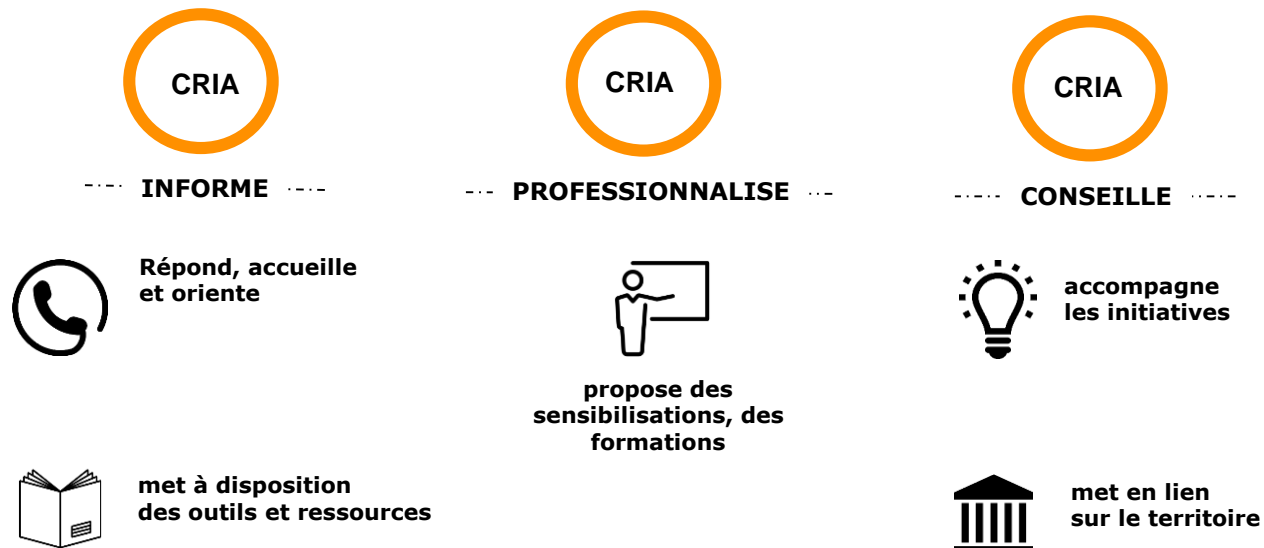 CRIA
INFORME
Répond, accueille
et oriente
met à disposition
des outils et ressources
CRIA
PROFESSIONNALISE
propose des
sensibilisations, des
formations
CRIA
CONSEILLE
accompagne
les initiatives
met en lien
sur le territoire